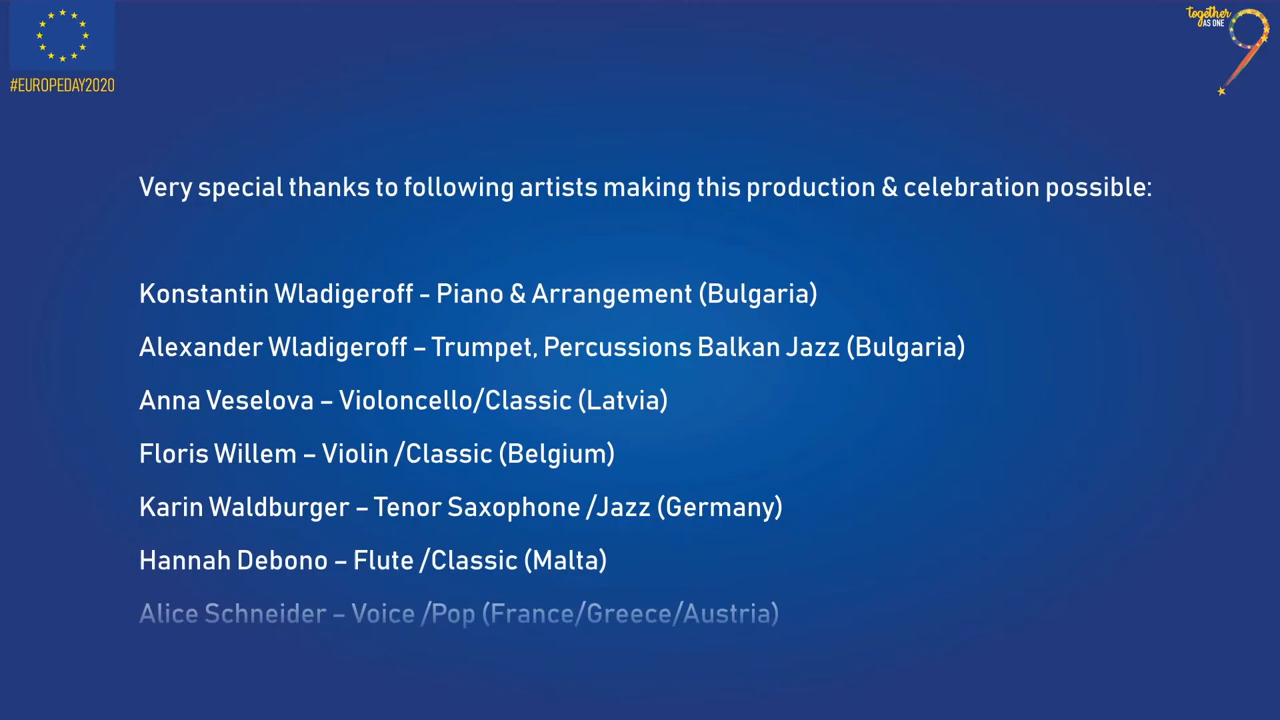 #EUROPEDAY2020
together
AS ONE
9
Very special thanks to following artists making this production & celebration possible:
Konstantin Wladigeroff - Piano & Arrangement (Bulgaria)
Alexander Wladigeroff – Trumpet, Percussions Balkan Jazz (Bulgaria)
Anna Veselova – Violoncello/Classic (Latvia)
Floris Willem – Violin /Classic (Belgium)
Karin Waldburger – Tenor Saxophone /Jazz (Germany)
Hannah Debono – Flute /Classic (Malta)
Alice Schneider – Voice /Pop (France/Greece/Austria)